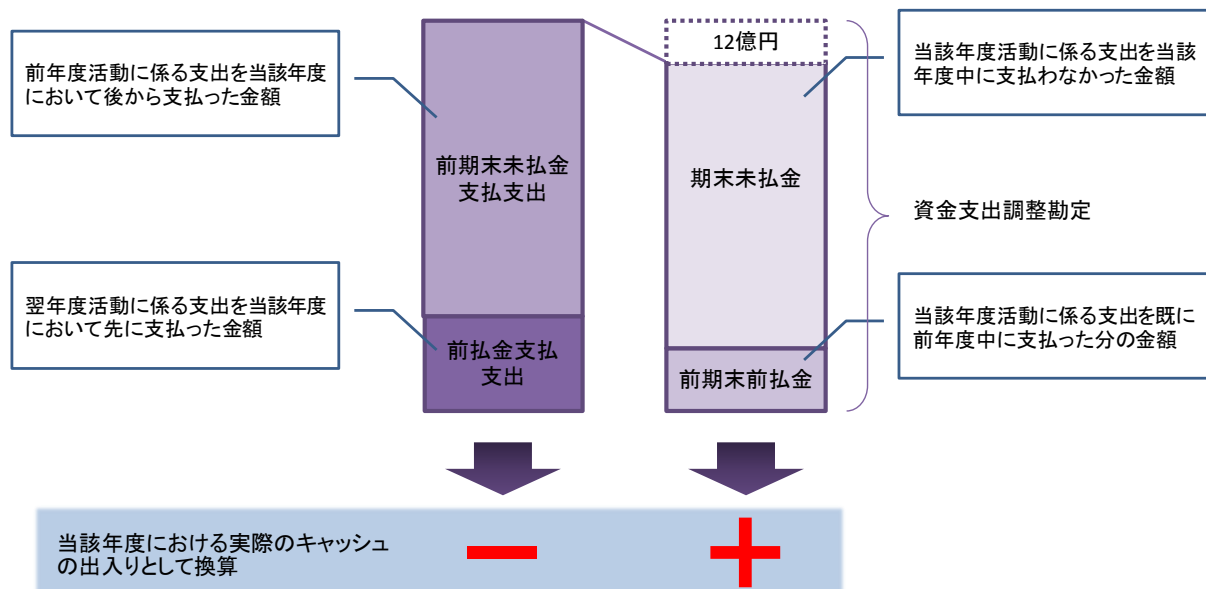 12億円
前年度活動に係る支出を当該年度
において後から支払った金額
当該年度活動に係る支出を当該
年度中に支払わなかった金額
前期末未払金
支払支出
期末未払金
資金支出調整勘定
翌年度活動に係る支出を当該年度
において先に支払った金額
前払金支払
支出
前期末前払金
当該年度活動に係る支出を既に
前年度中に支払った分の金額
当該年度における実際のキャッシュ
の出入りとして換算